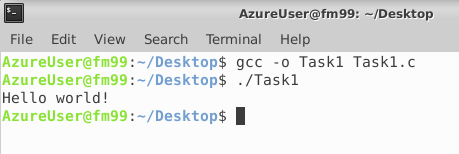 AzureUser@fm99: ~/Desktop
File Edit View Search Terminal Help
AzureUser@fm99:~/Desktop$ gcc -o Task1 Task1.c
AzureUser@fm99:~/Desktop$ ./Task1
Hello world!
AzureUser@fm99:~/Desktop$